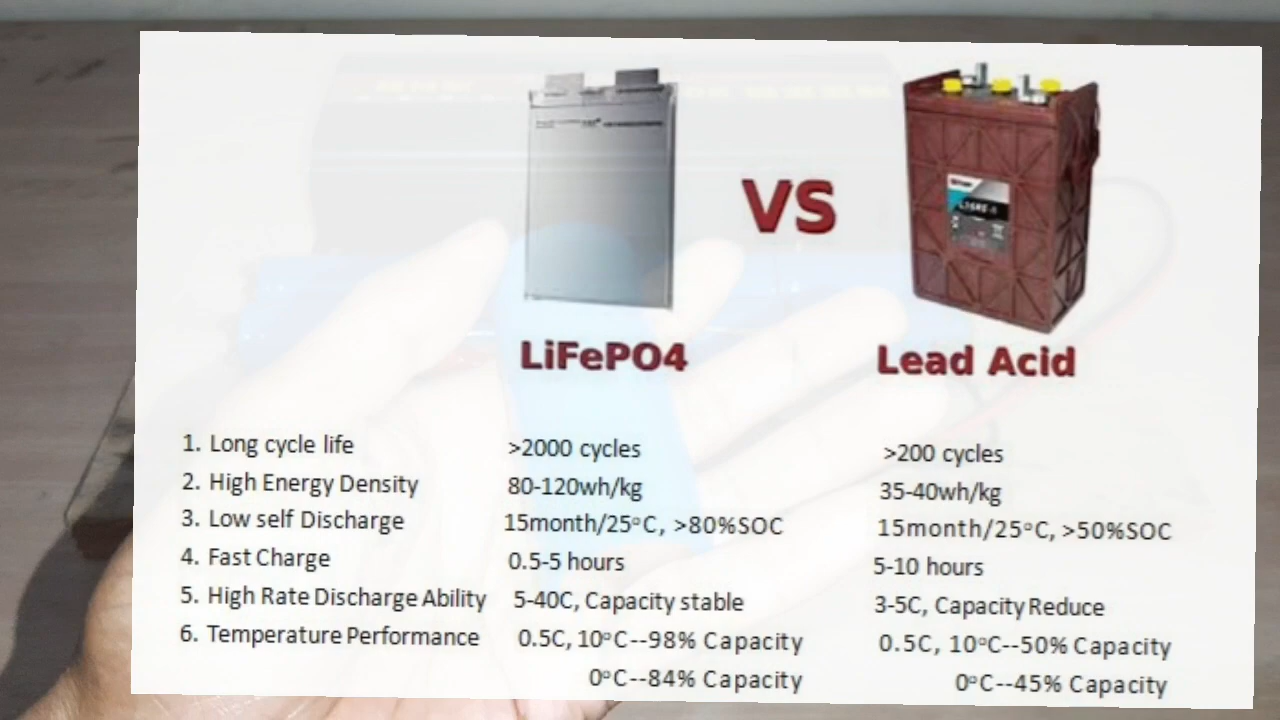 VS
LiFePO4 Lead Acid
1. Long cycle life >2000 cycles >200 cycles
2. High Energy Density 80-120wh/kg 35-40wh/kg
3. Low self Discharge 15month/25°C, >80%SOC 15month/25°C, >50%SOC
4. Fast Charge 0.5-5 hours 5-10 hours
5. High Rate Discharge Ability 5-40C, Capacity stable 3-5C, Capacity Reduce
6. Temperature Performance 0.5C, 10°C--98% Capacity 0.5C, 10°C--50% Capacity
0°C--84% Capacity 0°C--45% Capacity